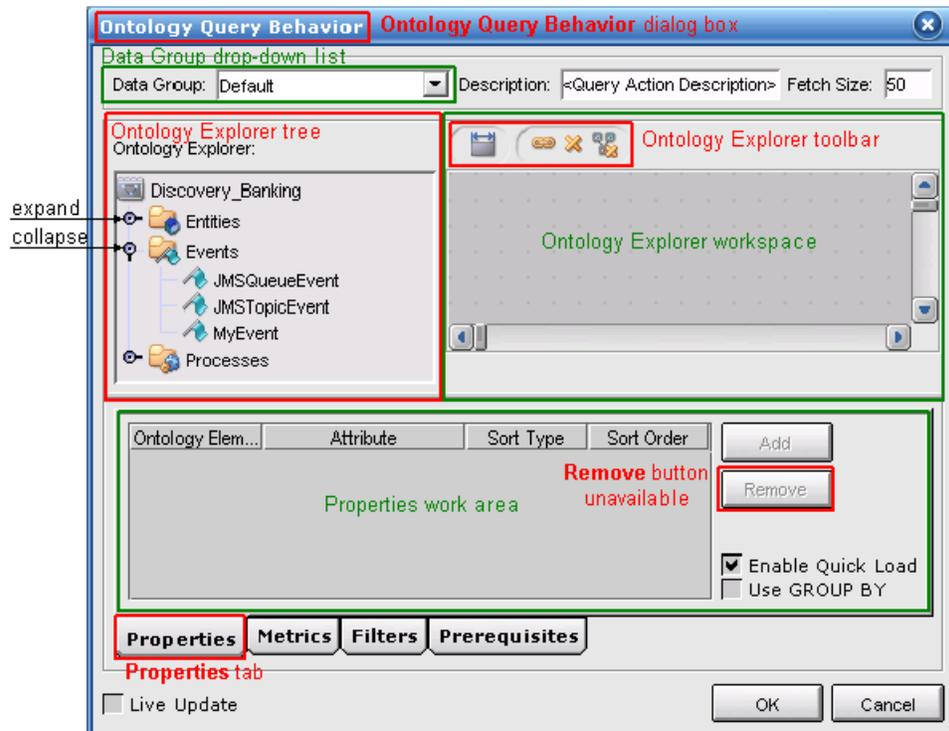 Ontology Query Behavior Ontology Query Behavior dialog box
Data Group drop-down list
Data Group: Default Description: <Query Action Description> Fetch Size: 50
Ontology Explorer tree
Ontology Explorer:
Ontology Explorer toolbar
Discovery_Banking
expand
Entities
collapse
Events
Ontology Explorer workspace
JMSQueueEvent
JMSTopicEvent
MyEvent
Processes
Ontology Elem... Attribute Sort Type Sort Order
Add
Remove button
unavailable
Remove
Properties work area
Enable Quick Load
Use GROUP BY
Properties Metrics Filters Prerequisites
Properties tab
Live Update
OK Cancel